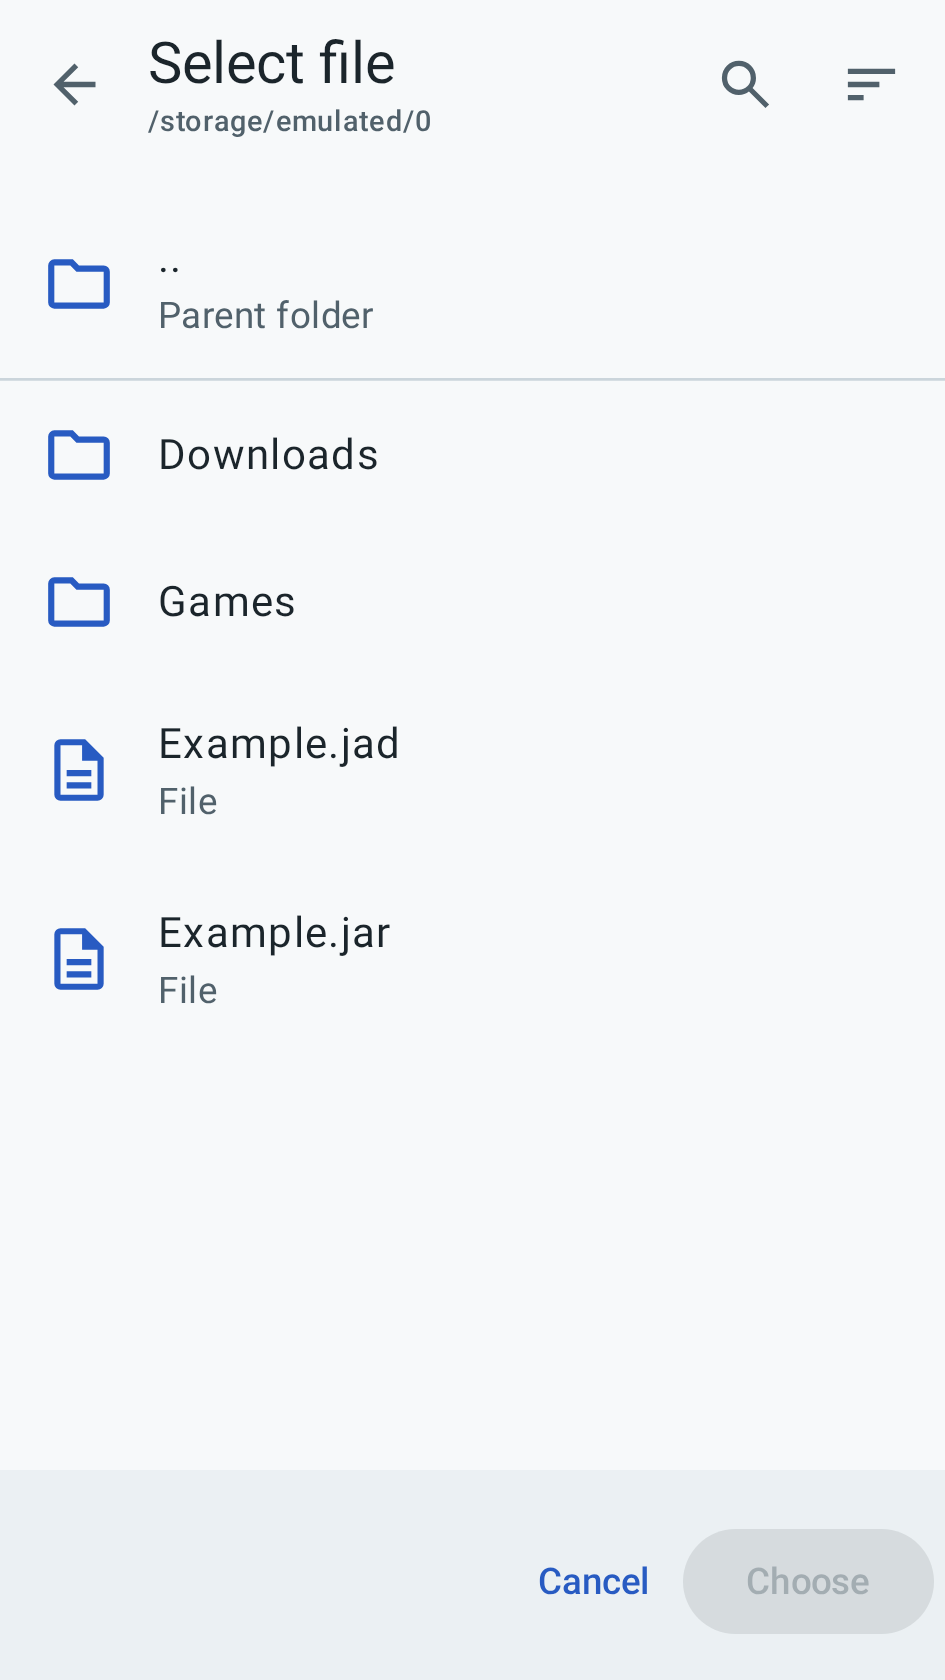 Select file
/storage/emulated/0
..
Parent folder
Downloads
Games
Example.jad
File
Example.jar
File
Cancel
Choose